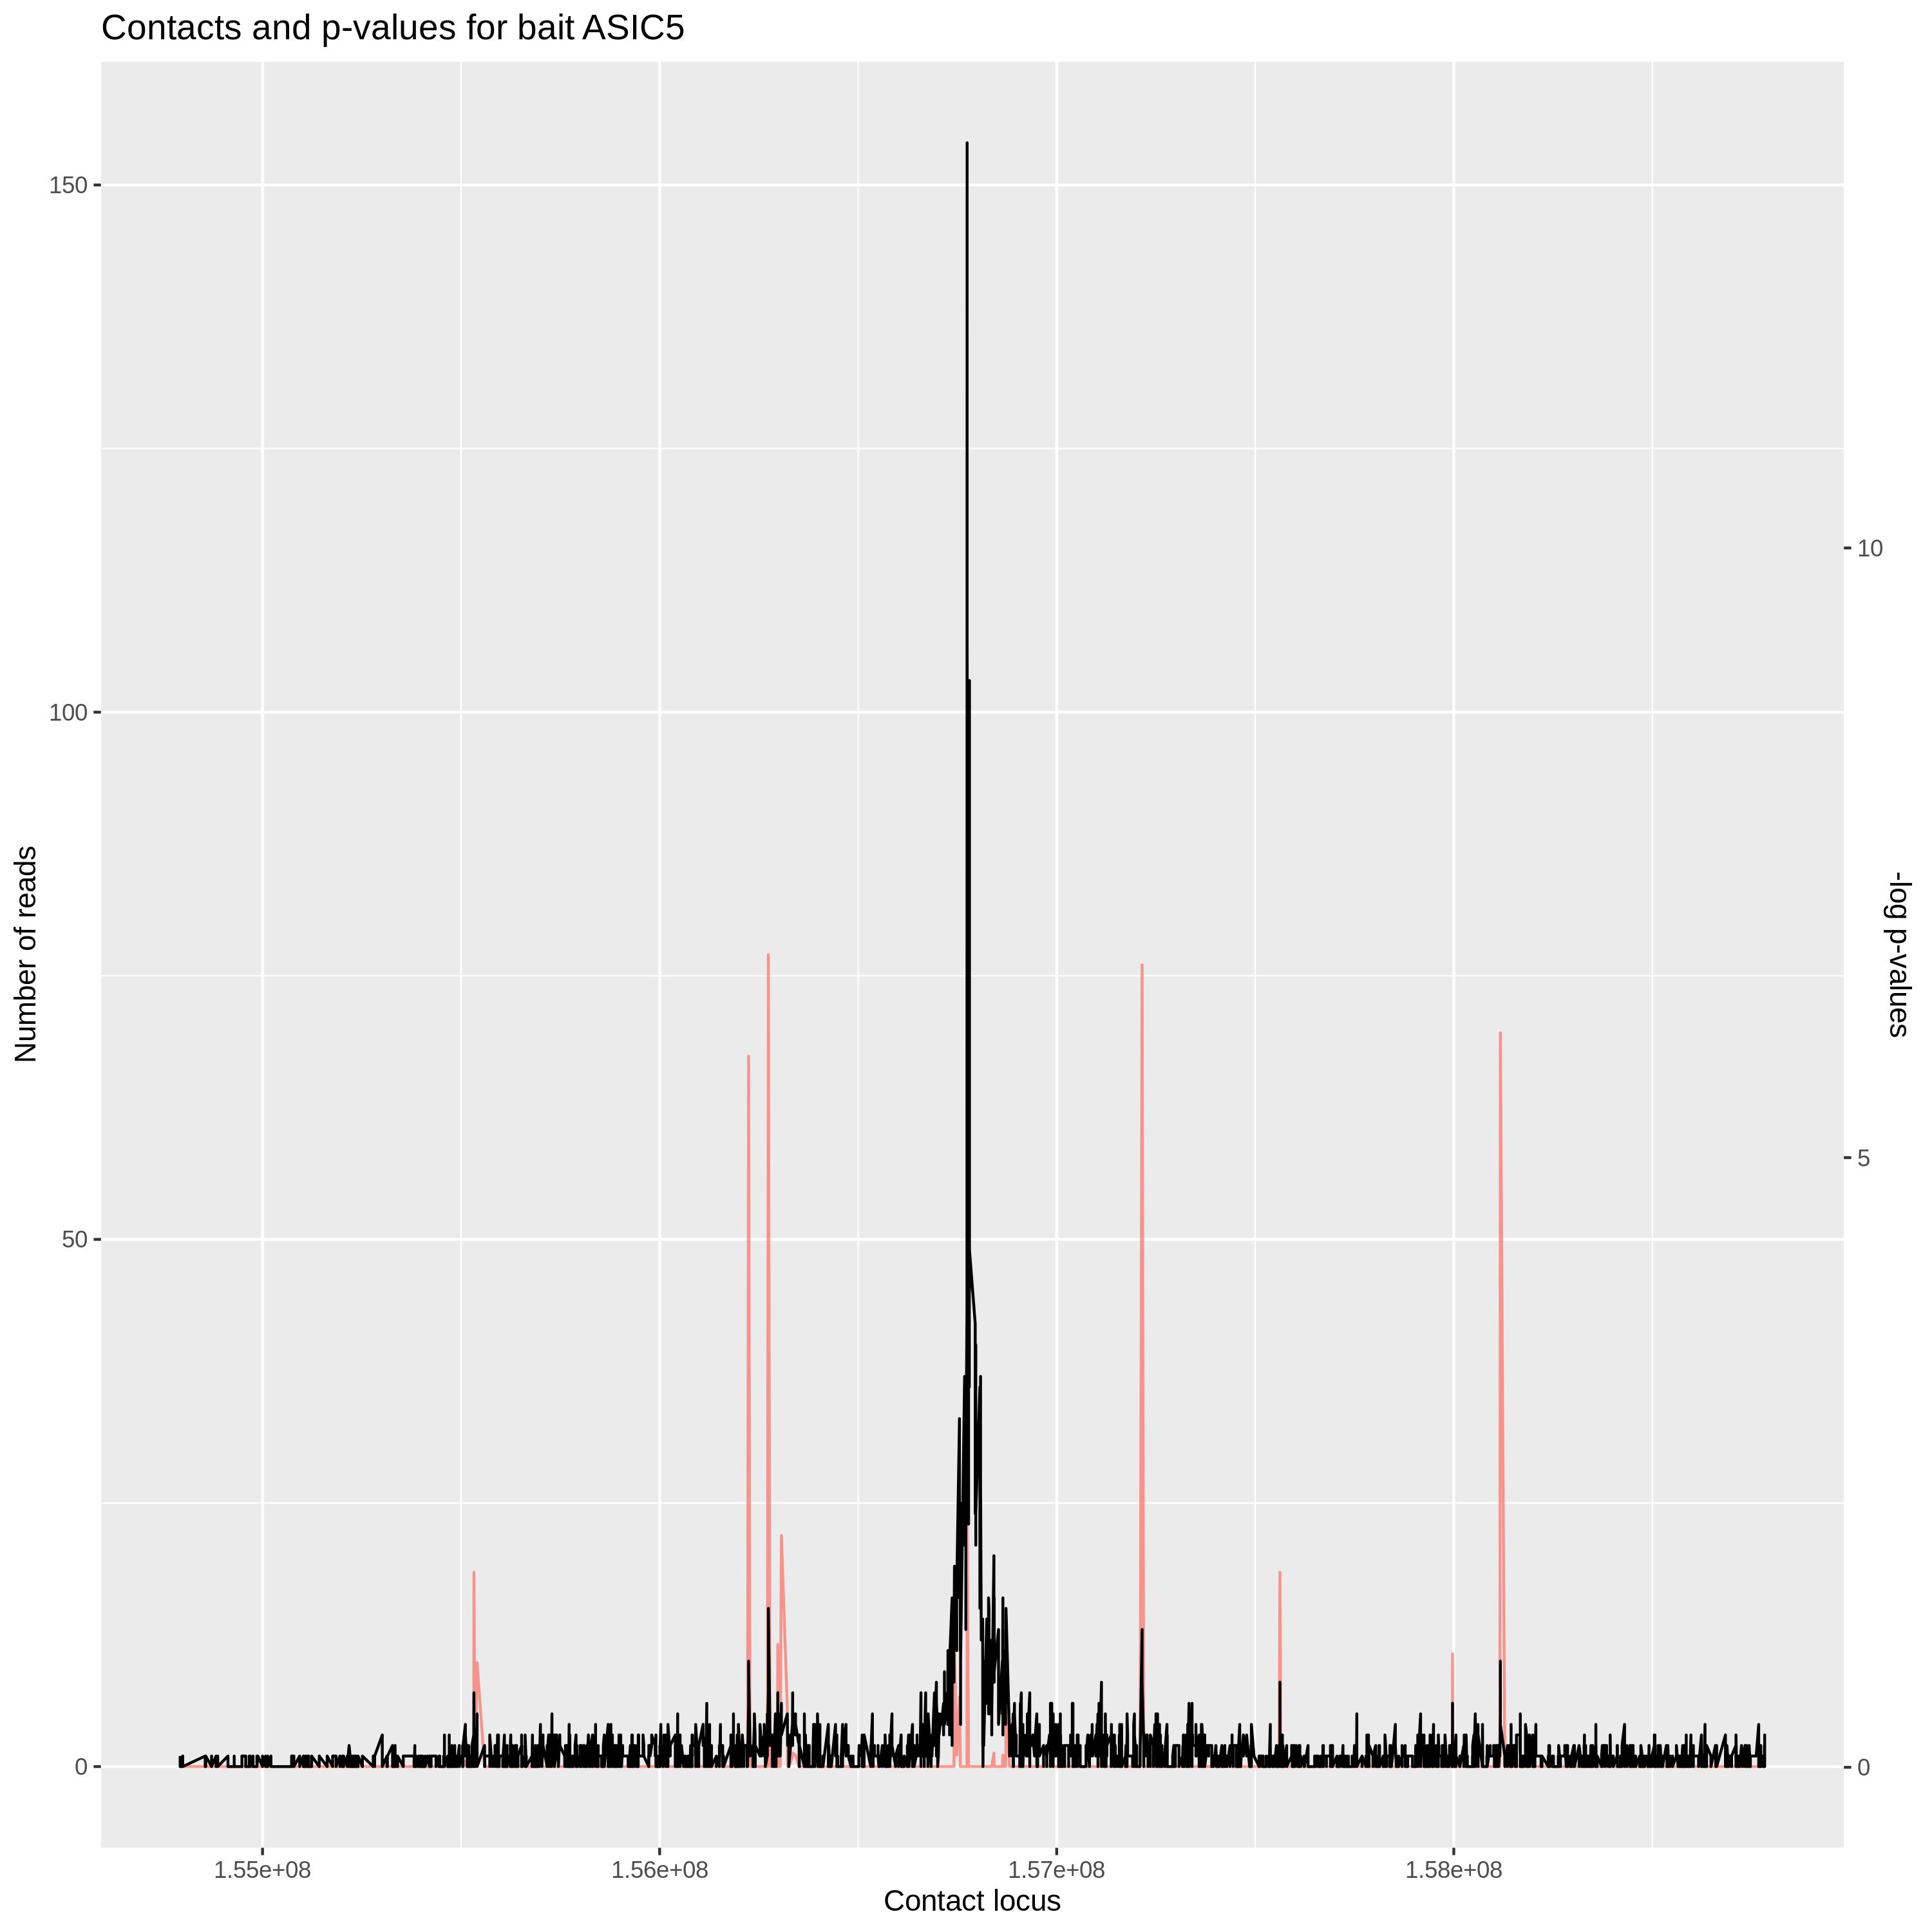 Contacts and p-values for bait ASIC5
150
100
50
0
Number of reads
10
5
0
-log p-values
1.55e+08
1.56e+08
1.57e+08
1.58e+08
Contact locus